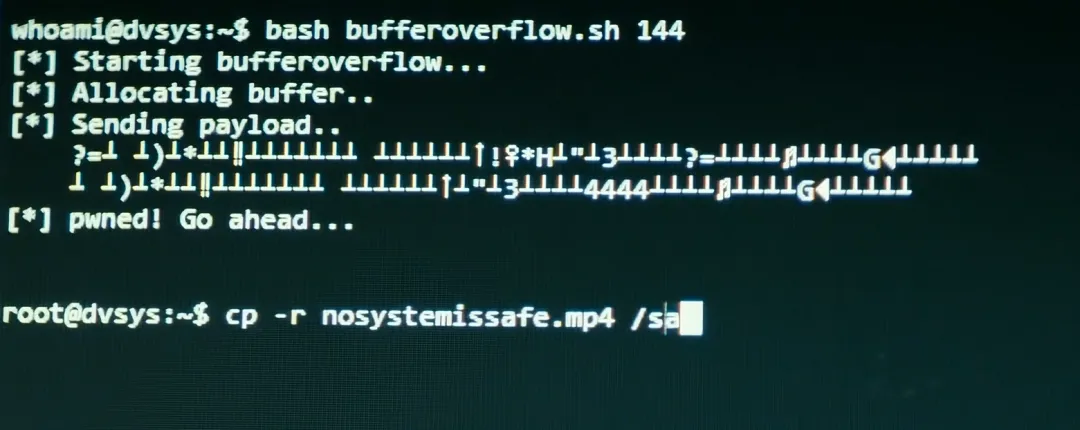 whoami@dvsys:~$ bash bufferoverflow.sh 144
[*] Starting bufferoverflow...
[*] Allocating buffer..
[*] Sending payload..
?=┴ ┴)┴*┴┴‖┴┴┴┴┴┴┴┴ ┴┴┴┴┴┴↑!♀*H┴"┴3┴┴┴┴?=┴┴┴┴♫┴┴┴┴G◄┴┴┴┴┴
┴ ┴)┴*┴┴‖┴┴┴┴┴┴┴┴ ┴┴┴┴┴┴↑┴"┴3┴┴┴┴4444┴┴┴┴♫┴┴┴┴G◄┴┴┴┴┴
[*] pwned! Go ahead...
root@dvsys:~$ cp -r nosystemissafe.mp4 /sa